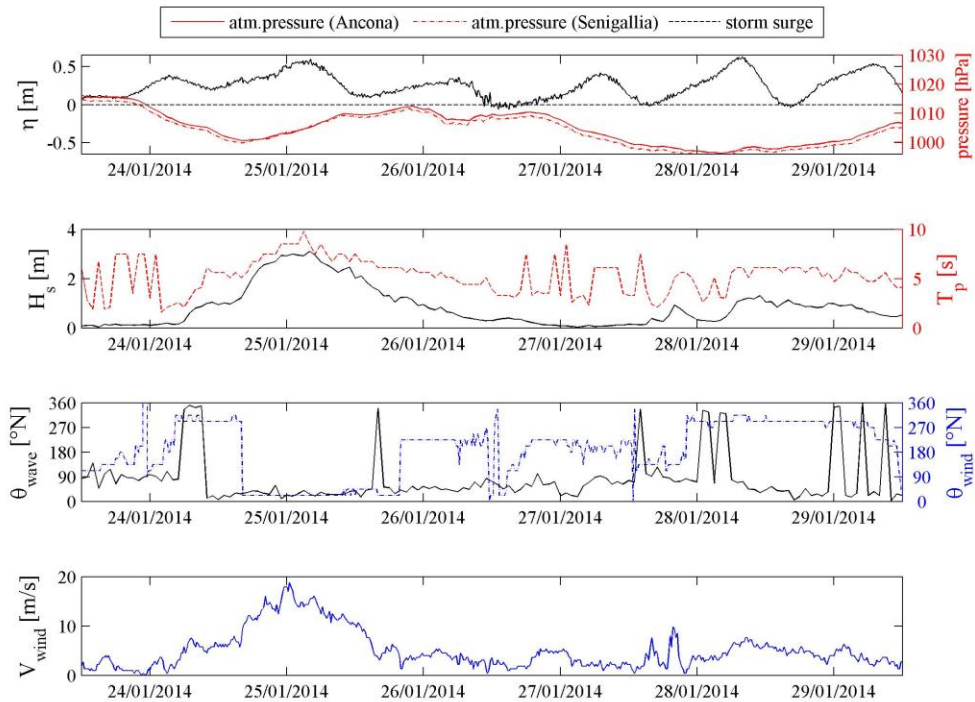 atm.pressure (Ancona) atm.pressure (Senigallia) storm surge
η [m]
0.5
0
-0.5
1030
1020
1010
1000
pressure [hPa]
24/01/2014 25/01/2014 26/01/2014 27/01/2014 28/01/2014 29/01/2014
H_s [m]
4
2
0
10
5
0
T_p [s]
24/01/2014 25/01/2014 26/01/2014 27/01/2014 28/01/2014 29/01/2014
θ_wave [°N]
360
270
180
90
0
360
270
180
90
0
θ_wind [°N]
24/01/2014 25/01/2014 26/01/2014 27/01/2014 28/01/2014 29/01/2014
V_wind [m/s]
20
10
0
24/01/2014 25/01/2014 26/01/2014 27/01/2014 28/01/2014 29/01/2014